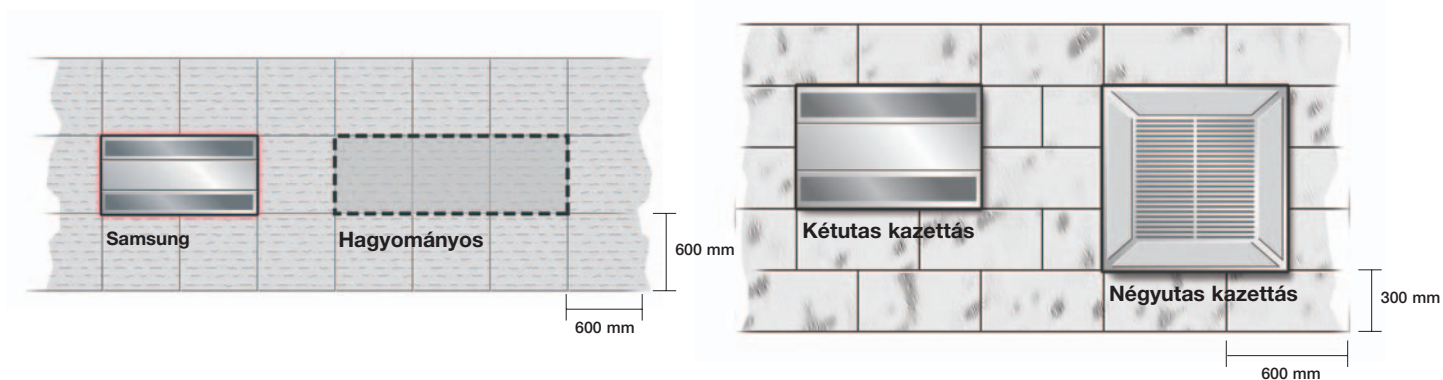 Samsung
Hagyományos
600 mm
600 mm
Kétutas kazettás
Négyutas kazettás
300 mm
600 mm